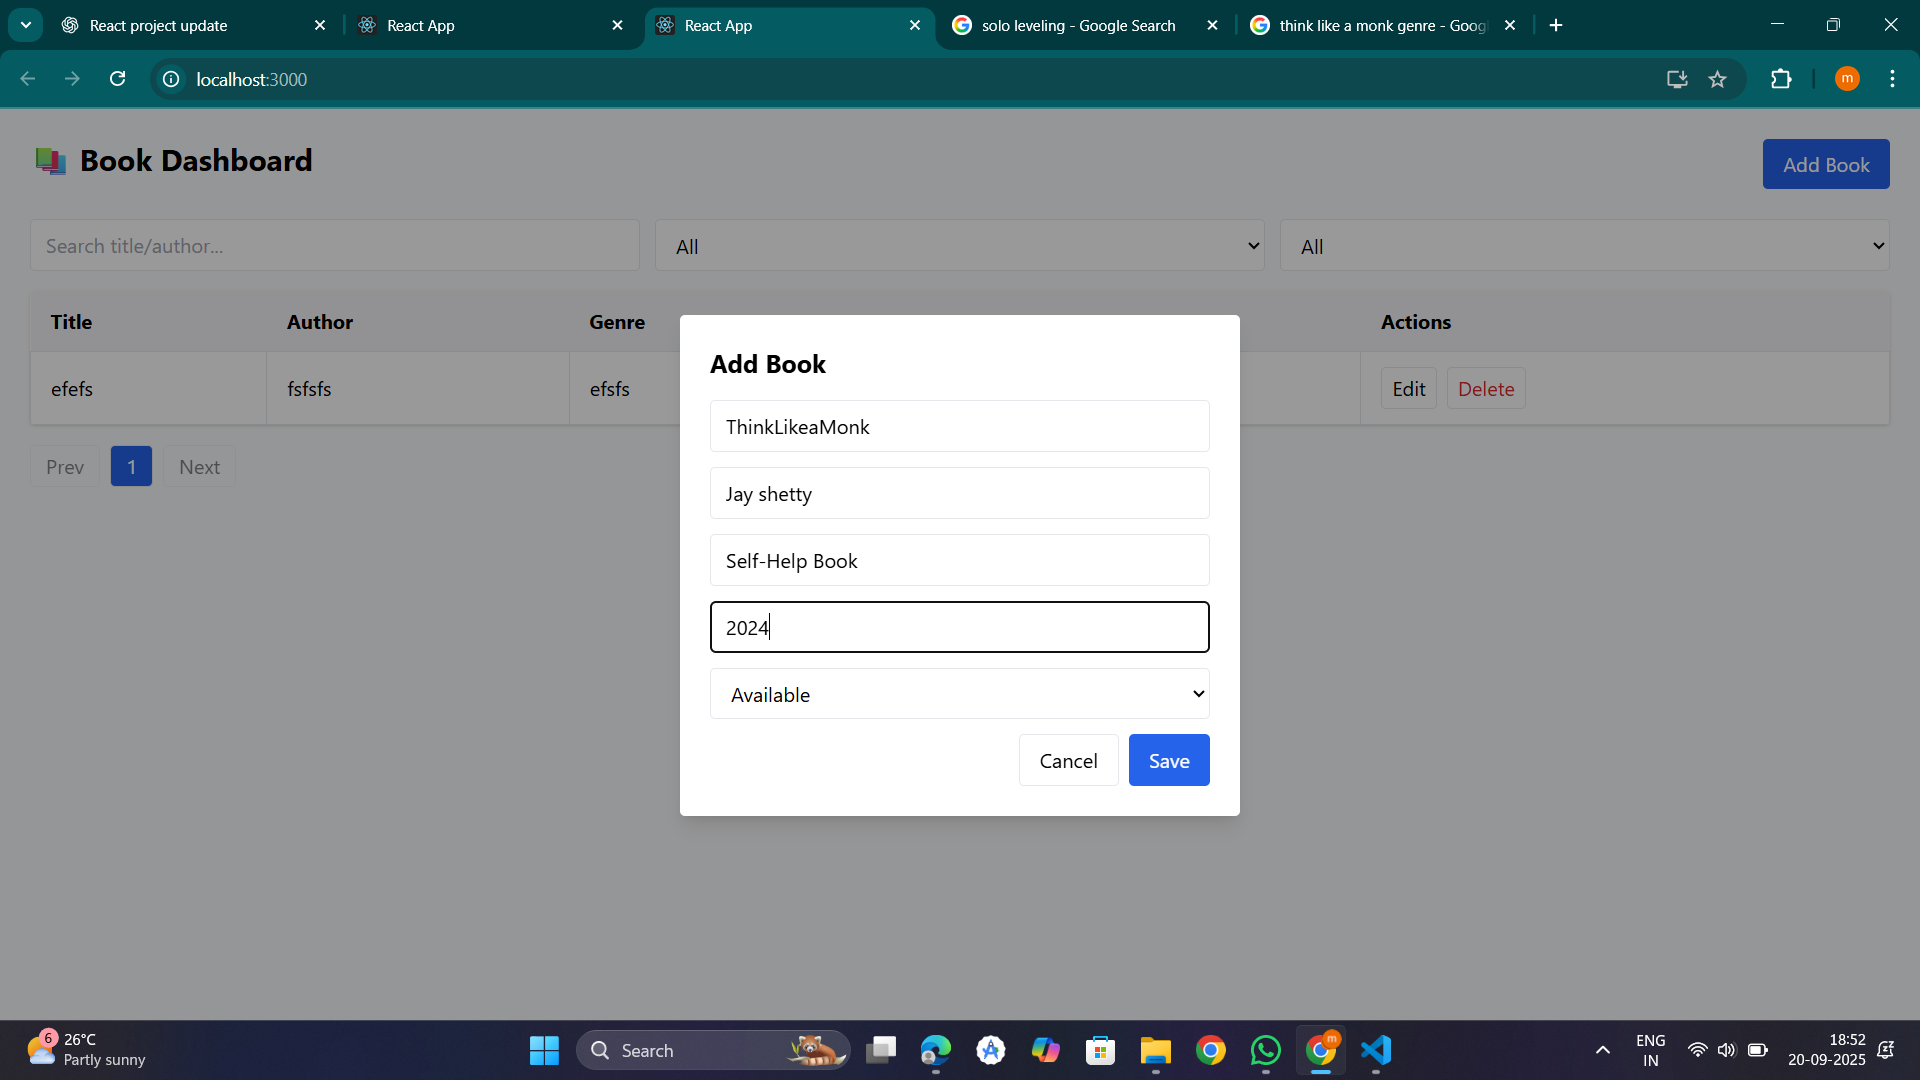 React project update
React App
React App
solo leveling - Google Search
think like a monk genre - Goog
localhost:3000
m
Book Dashboard
Add Book
Search title/author...
All
All
Title
Author
Genre
Actions
efefs
fsfsfs
efsfs
Edit
Delete
Prev
1
Next
Add Book
ThinkLikeaMonk
Jay shetty
Self-Help Book
2024
Available
Cancel
Save
6
26°C
Partly sunny
Search
m
ENG
IN
18:52
20-09-2025